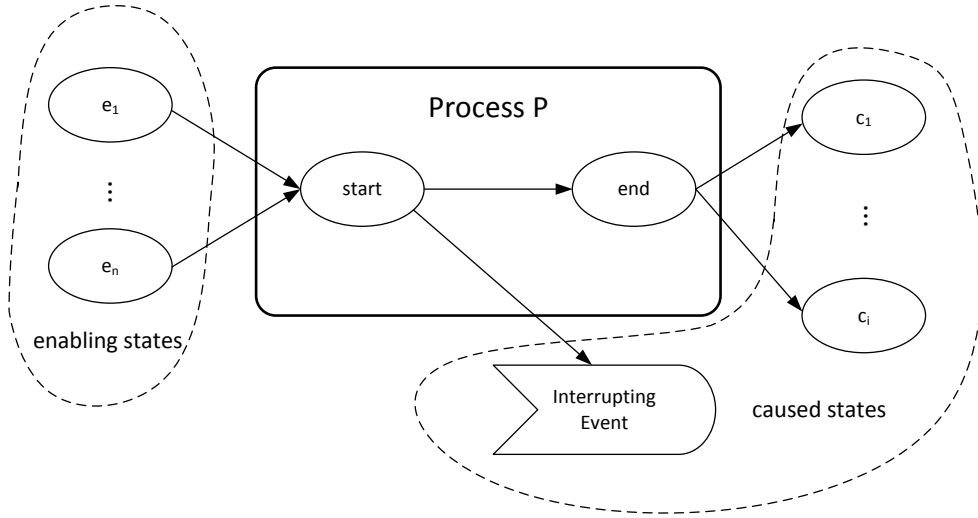 e1
...
en
enabling states
Process P
start
end
c1
...
ci
Interrupting
Event
caused states